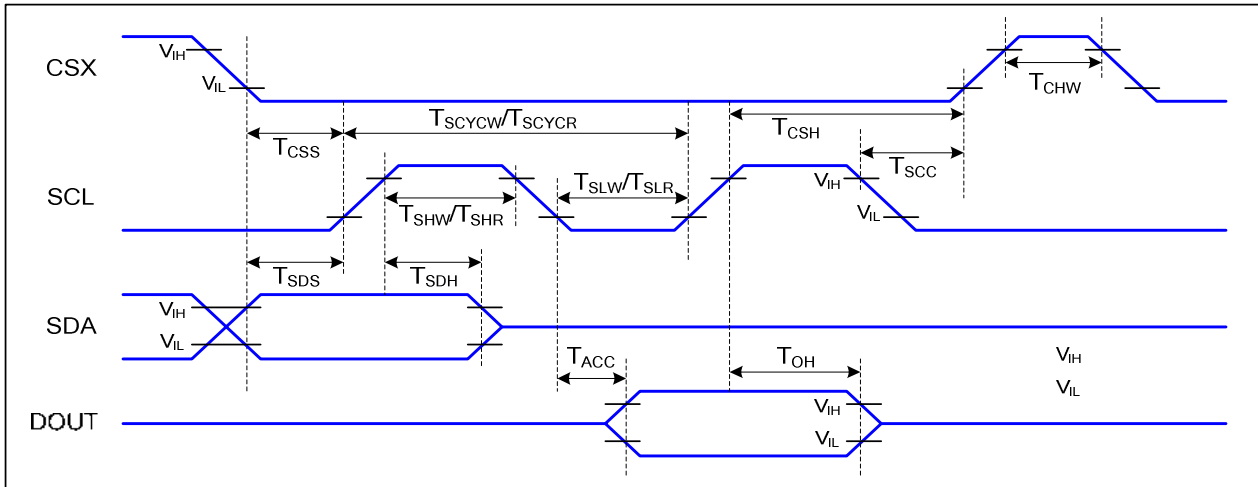 CSX
VIH
VIL
TCHW
TSCYCW/TSCYCR
TCSH
TCSS
TSCC
SCL
TSLW/TSLR
VIH
TSHW/TSHR
VIL
TSDS
TSDH
SDA
VIH
VIL
TACC
TOH
VIH
VIL
DOUT
VIH
VIL